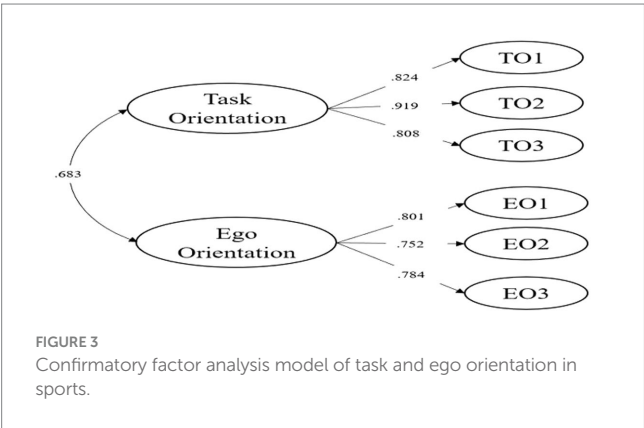 .824
TO1
Task
Orientation
.919
TO2
.808
TO3
.683
.801
EO1
Ego
Orientation
.752
EO2
.784
EO3
FIGURE 3
Confirmatory factor analysis model of task and ego orientation in
sports.